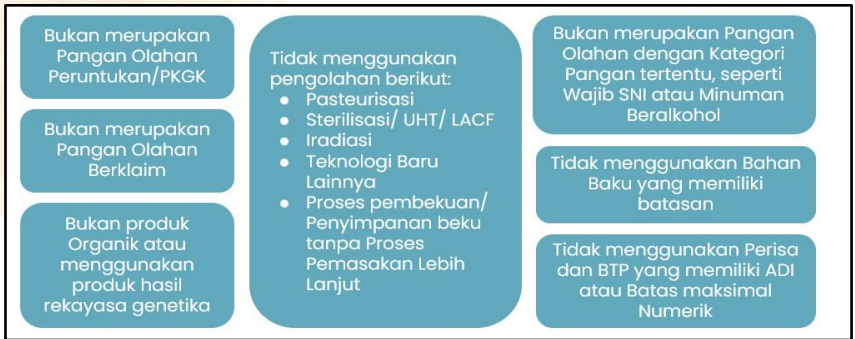 Bukan merupakan
Pangan Olahan
Peruntukan/PKGK
Bukan merupakan
Pangan Olahan
Berklaim
Bukan produk
Organik atau
menggunakan
produk hasil
rekayasa genetika
Tidak menggunakan
pengolahan berikut:
● Pasteurisasi
● Sterilisasi/ UHT/ LACF
● Iradiasi
● Teknologi Baru
Lainnya
● Proses pembekuan/
Penyimpanan beku
tanpa Proses
Pemasakan Lebih
Lanjut
Bukan merupakan Pangan
Olahan dengan Kategori
Pangan tertentu, seperti
Wajib SNI atau Minuman
Beralkohol
Tidak menggunakan Bahan
Baku yang memiliki
batasan
Tidak menggunakan Perisa
dan BTP yang memiliki ADI
atau Batas maksimal
Numerik